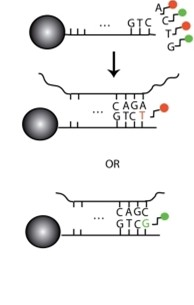 A
... GTC C
T
G
CAGA
... GTCT
OR
CAGC
... GTCG